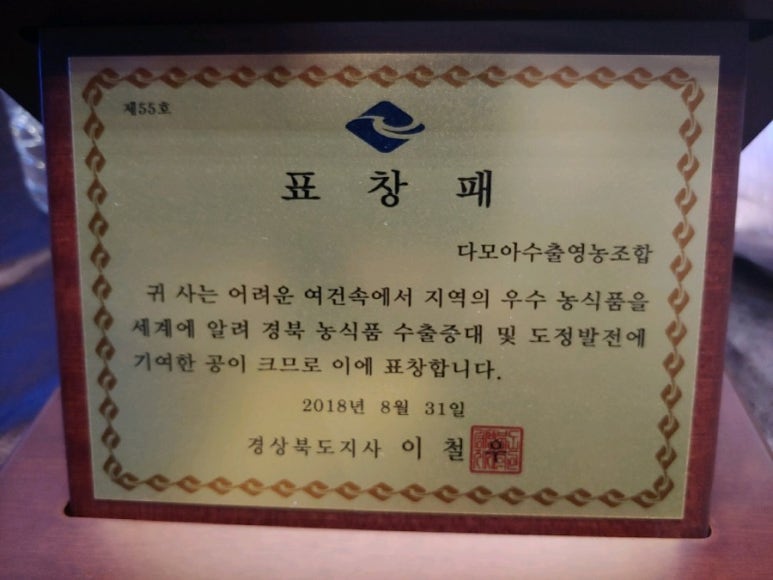 제55호
표 창 패
다모아수출영농조합
귀 사는 어려운 여건속에서 지역의 우수 농식품을
세계에 알려 경북 농식품 수출증대 및 도정발전에
기여한 공이 크므로 이에 표창합니다.
2018년 8월 31일
경상북도지사 이 철 우